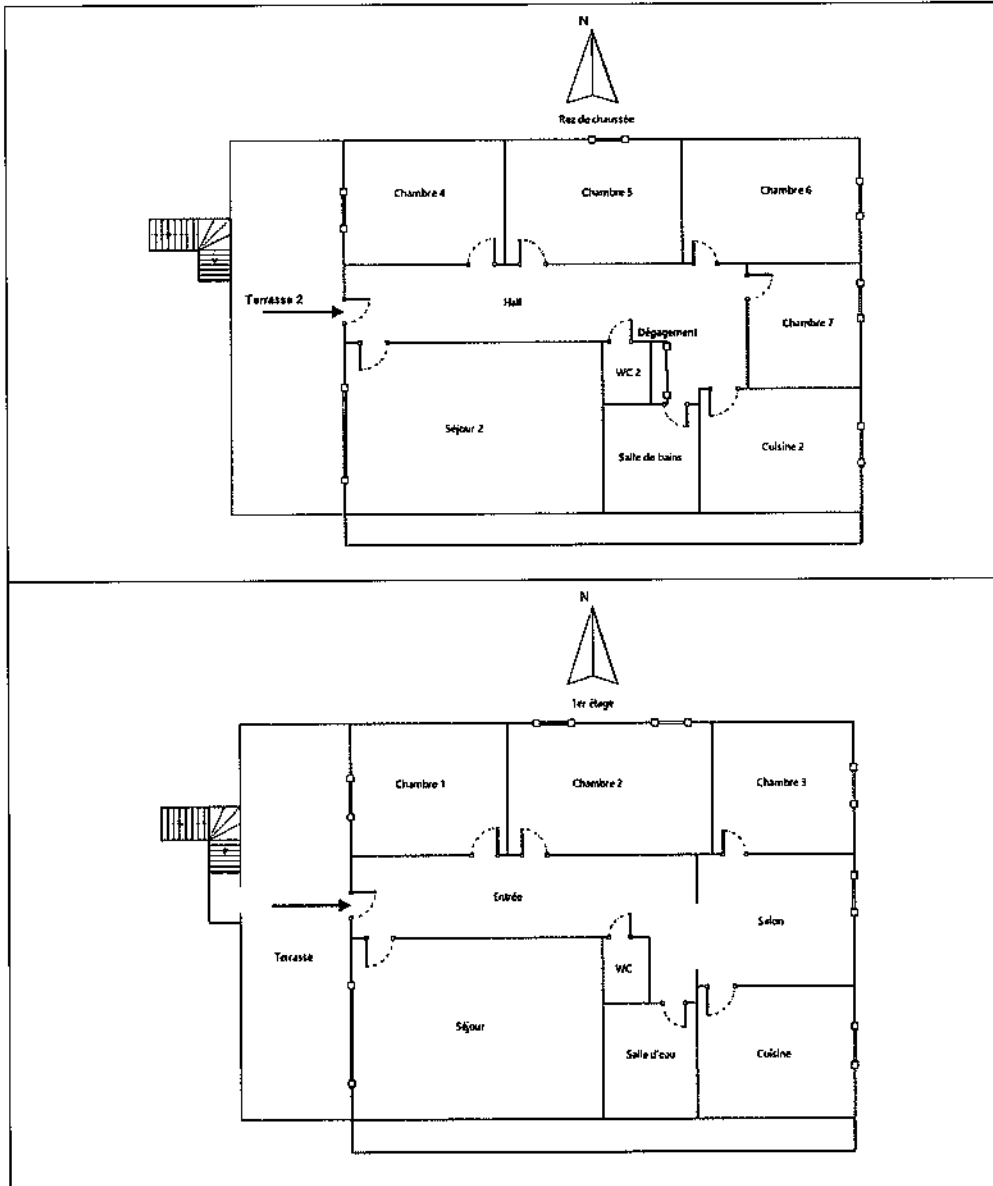 N
Rez de chaussée
Chambre 4
Chambre 5
Chambre 6
Terrasse 2
Hall
Dégagement
Chambre 7
WC 2
Séjour 2
Salle de bains
Cuisine 2
N
1er étage
Chambre 1
Chambre 2
Chambre 3
Entrée
Salon
Terrasse
WC
Séjour
Salle d'eau
Cuisine